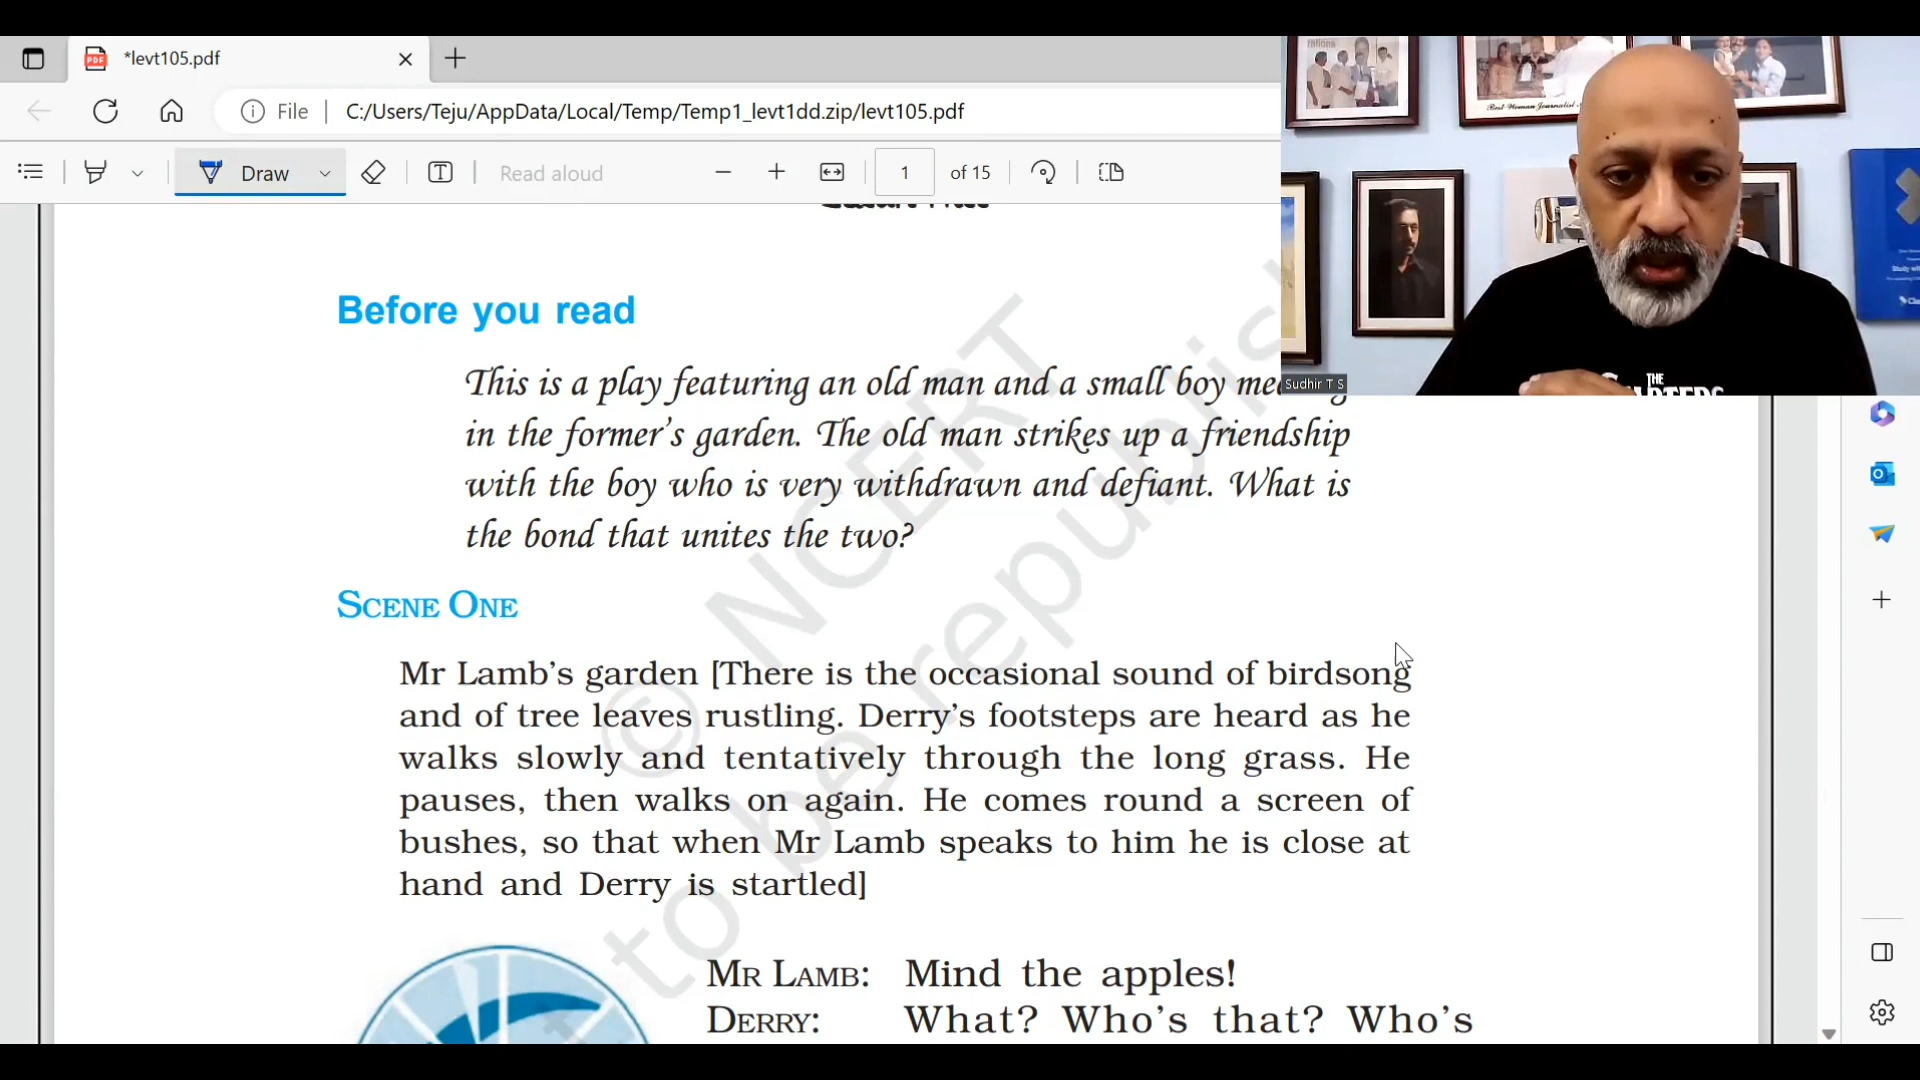 *levt105.pdf
File
C:/Users/Teju/AppData/Local/Temp/Temp1_levt1dd.zip/levt105.pdf
Draw
T
Read aloud
1 of 15
rations
Sudhir T S
THE
Before you read
This is a play featuring an old man and a small boy
in the former's garden. The old man strikes up a friendship
with the boy who is very withdrawn and defiant. What is
the bond that unites the two?
SCENE ONE
Mr Lamb's garden [There is the occasional sound of birdsong
and of tree leaves rustling. Derry's footsteps are heard as he
walks slowly and tentatively through the long grass. He
pauses, then walks on again. He comes round a screen of
bushes, so that when Mr Lamb speaks to him he is close at
hand and Derry is startled]
MR LAMB: Mind the apples!
DERRY: What? Who's that? Who's
© NCERT
to be republish